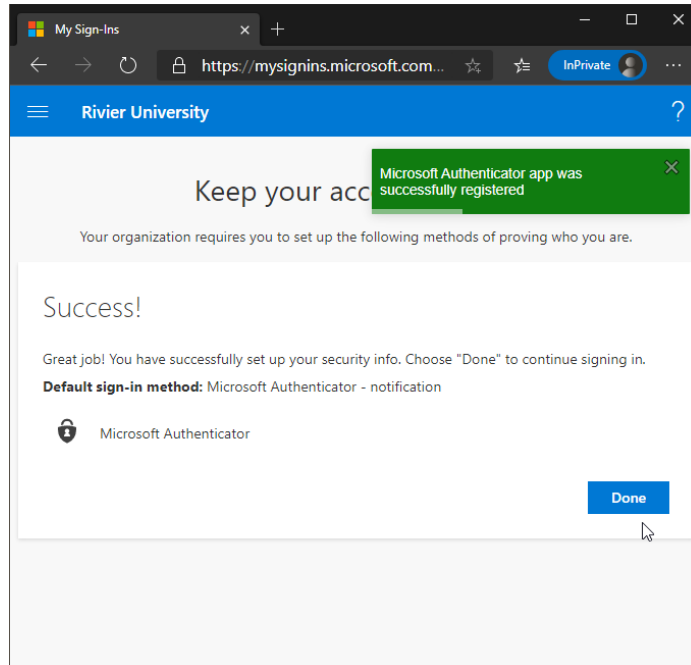 My Sign-Ins
https://mysignins.microsoft.com...
InPrivate
Rivier University
?
Microsoft Authenticator app was
successfully registered
Keep your acc
Your organization requires you to set up the following methods of proving who you are.
Success!
Great job! You have successfully set up your security info. Choose "Done" to continue signing in.
Default sign-in method: Microsoft Authenticator - notification
Microsoft Authenticator
Done